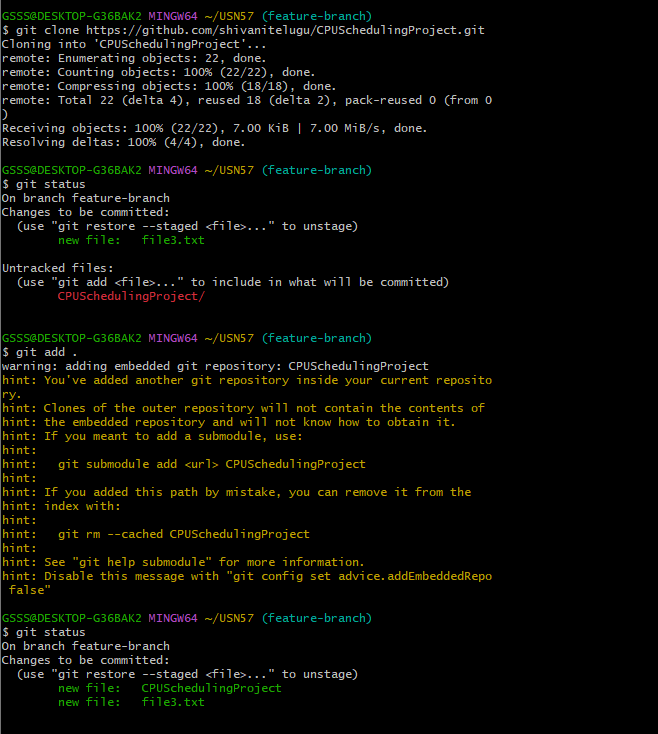 GSSS@DESKTOP-G36BAK2 MINGW64 ~/USN57 (feature-branch)
$ git clone https://github.com/shivanitelugu/CPUSchedulingProject.git
Cloning into 'CPUSchedulingProject'...
remote: Enumerating objects: 22, done.
remote: Counting objects: 100% (22/22), done.
remote: Compressing objects: 100% (18/18), done.
remote: Total 22 (delta 4), reused 18 (delta 2), pack-reused 0 (from 0
)
Receiving objects: 100% (22/22), 7.00 KiB | 7.00 MiB/s, done.
Resolving deltas: 100% (4/4), done.

GSSS@DESKTOP-G36BAK2 MINGW64 ~/USN57 (feature-branch)
$ git status
On branch feature-branch
Changes to be committed:
  (use "git restore --staged <file>..." to unstage)
        new file:   file3.txt

Untracked files:
  (use "git add <file>..." to include in what will be committed)
        CPUSchedulingProject/


GSSS@DESKTOP-G36BAK2 MINGW64 ~/USN57 (feature-branch)
$ git add .
warning: adding embedded git repository: CPUSchedulingProject
hint: You've added another git repository inside your current reposito
ry.
hint: Clones of the outer repository will not contain the contents of
hint: the embedded repository and will not know how to obtain it.
hint: If you meant to add a submodule, use:
hint:
hint:   git submodule add <url> CPUSchedulingProject
hint:
hint: If you added this path by mistake, you can remove it from the
hint: index with:
hint:
hint:   git rm --cached CPUSchedulingProject
hint:
hint: See "git help submodule" for more information.
hint: Disable this message with "git config set advice.addEmbeddedRepo
 false"

GSSS@DESKTOP-G36BAK2 MINGW64 ~/USN57 (feature-branch)
$ git status
On branch feature-branch
Changes to be committed:
  (use "git restore --staged <file>..." to unstage)
        new file:   CPUSchedulingProject
        new file:   file3.txt